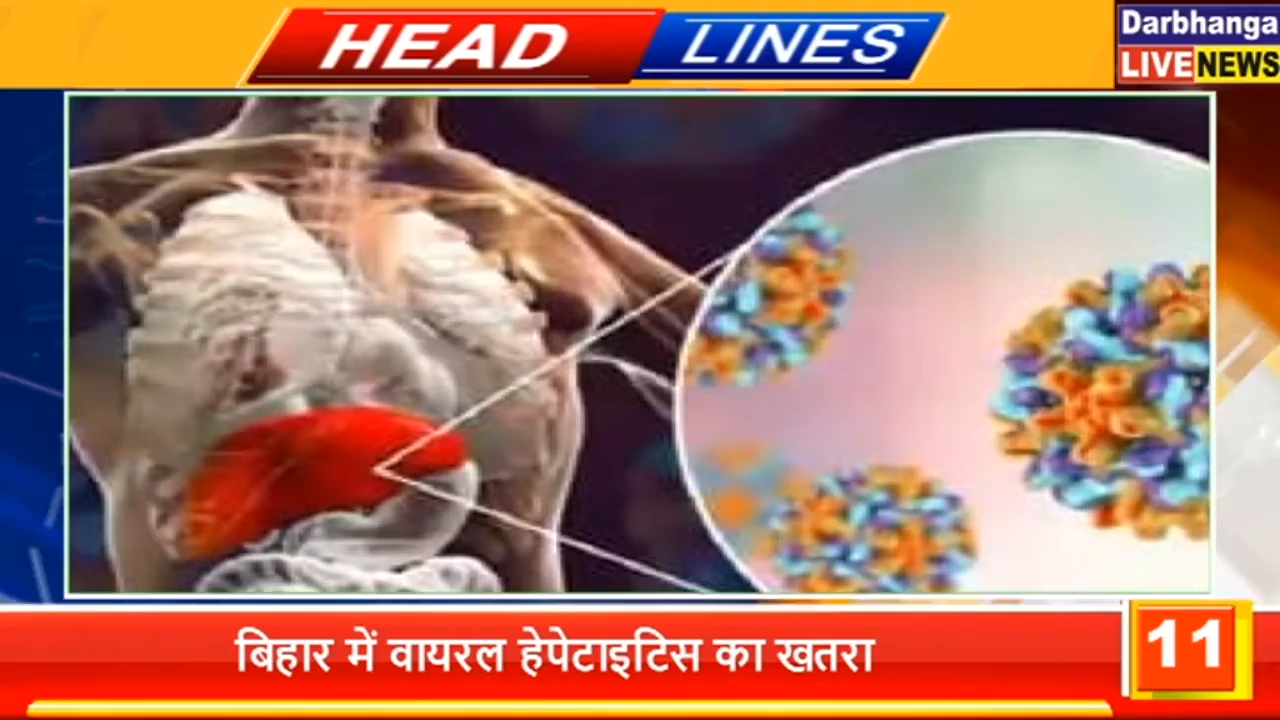 HEAD LINES
Darbhanga
LIVE NEWS
बिहार में वायरल हेपेटाइटिस का खतरा
11